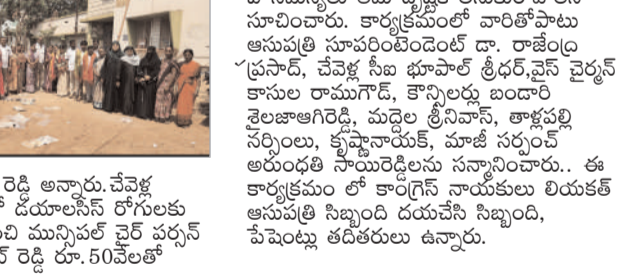 రెడ్డి అన్నారు.చేవెళ్ల
డయాలసిస్ రోగులకు
మున్సిపల్ చైర్ పర్సన్
రెడ్డి రూ.50వేలతో
సూచించారు. కార్యక్రమంలో వారితోపాటు
ఆసుపత్రి సూపరింటెండెంట్ డా. రాజేంద్ర
ప్రసాద్, చేవెళ్ల సీఐ భూపాల్ శ్రీధర్,వైస్ చైర్మన్
కాసుల రాముగౌడ్, కౌన్సిలర్లు బండారి
శైలజాఆగిరెడ్డి, మద్దెల శ్రీనివాస్, తాళ్లపల్లి
నర్సింలు, కృష్ణానాయక్, మాజీ సర్పంచ్
అరుంధతి సాయిరెడ్డిలను సన్మానించారు.. ఈ
కార్యక్రమం లో కాంగ్రెస్ నాయకులు లియకత్
ఆసుపత్రి సిబ్బంది దయచేసి సిబ్బంది,
పేషెంట్లు తదితరులు ఉన్నారు.